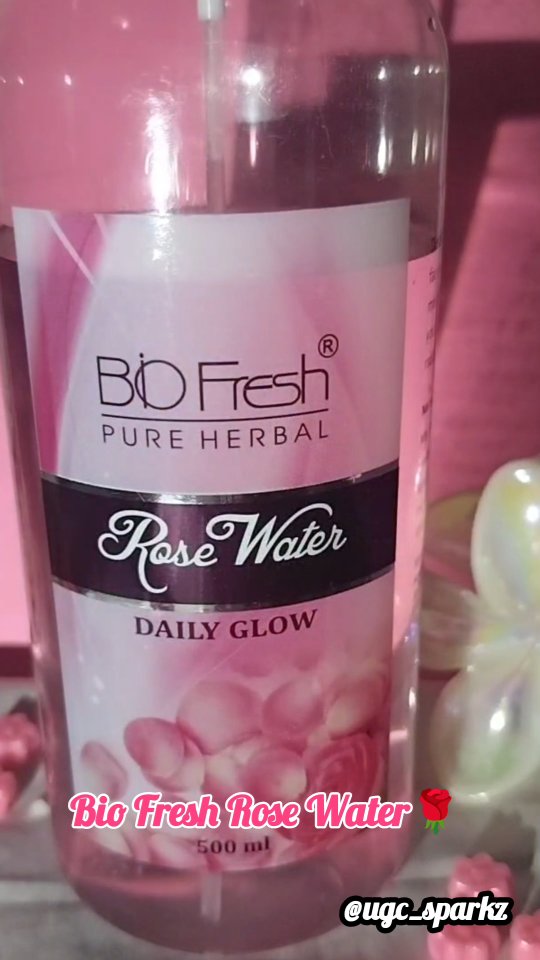 BiO Fresh®
PURE HERBAL
Rose Water
DAILY GLOW
Bio Fresh Rose Water🌹
500 ml
@ugc_sparkz